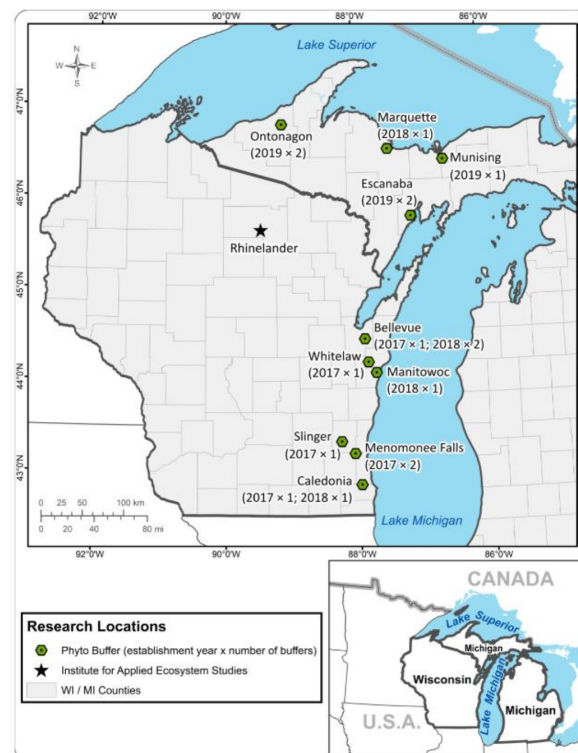 92°0'W 90°0'W 88°0'W 86°0'W
Lake Superior
N
W E
S
47°0'N
46°0'N
45°0'N
44°0'N
43°0'N
Marquette
(2018 × 1)
Ontonagon
(2019 × 2)
Munising
(2019 × 1)
Escanaba
(2019 × 2)
Rhinelander
Bellevue
(2017 × 1; 2018 × 2)
Whitelaw
(2017 × 1)
Manitowoc
(2018 × 1)
Slinger
(2017 × 1)
Menomonee Falls
(2017 × 2)
Caledonia
(2017 × 1; 2018 × 1)
0 25 50 100 km
0 20 40 80 mi
Lake Michigan
92°0'W 90°0'W 88°0'W 86°0'W
Research Locations
Phyto Buffer (establishment year x number of buffers)
Institute for Applied Ecosystem Studies
WI / MI Counties
CANADA
Lake Superior
Michigan
Wisconsin
Lake Michigan
Michigan
U.S.A.